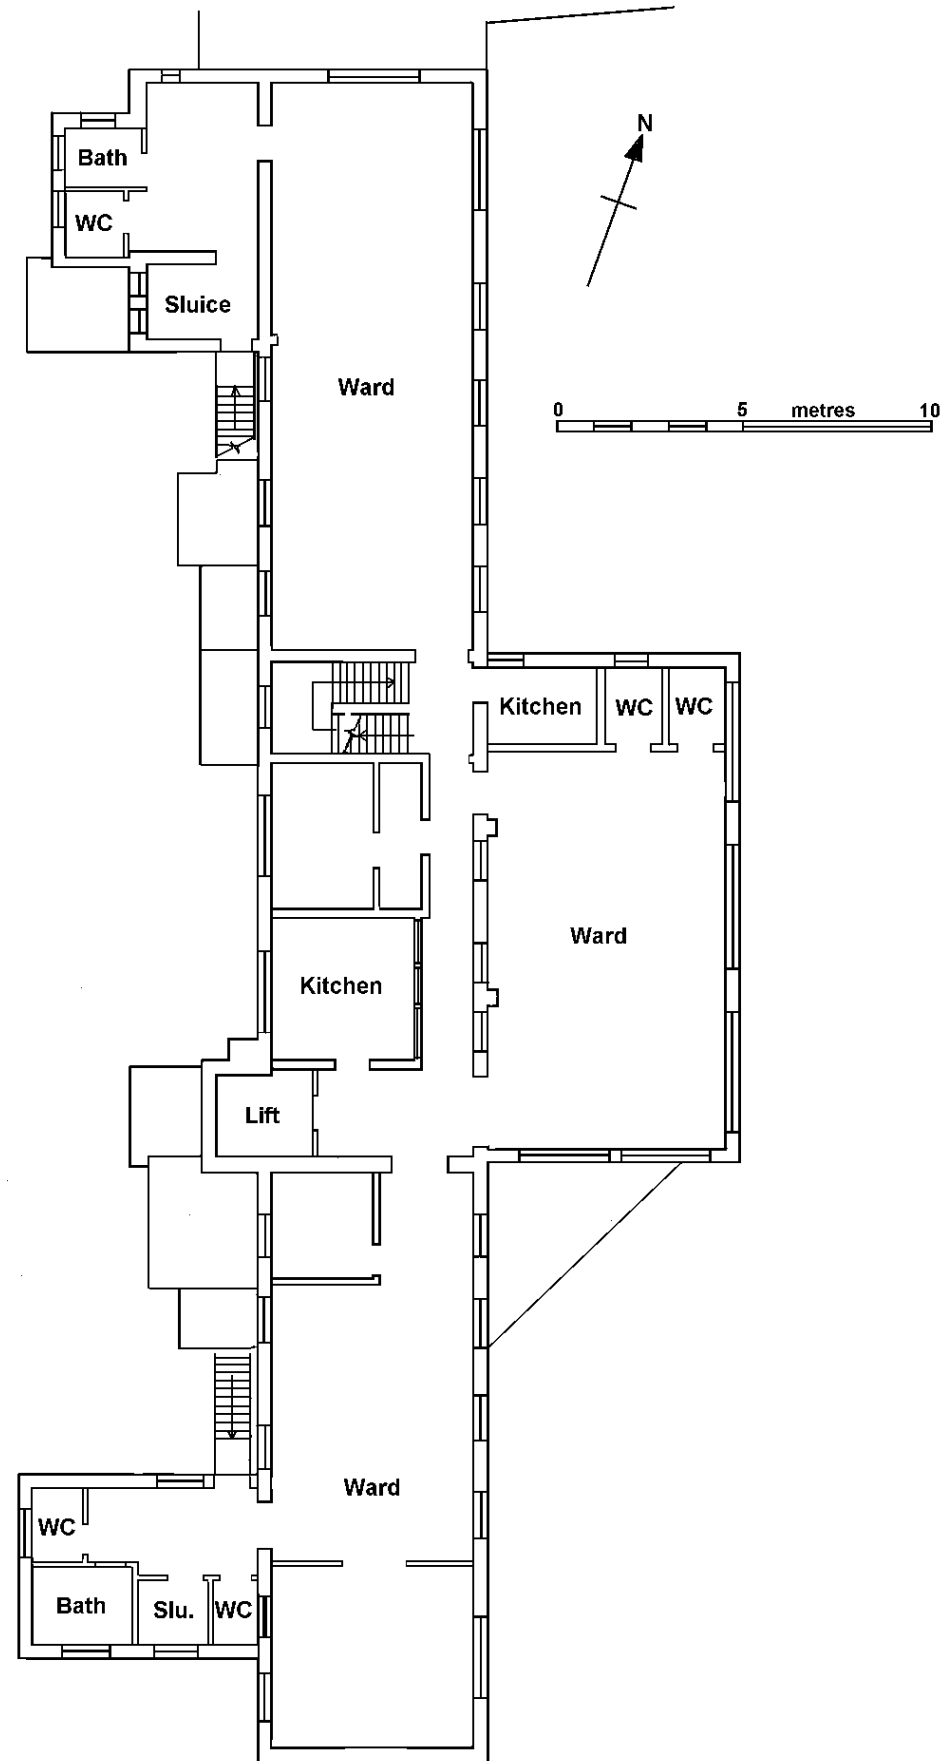 N
Bath
WC
Sluice
Ward
0 5 metres 10
Kitchen WC WC
Ward
Kitchen
Lift
Ward
WC
Bath Slu. WC